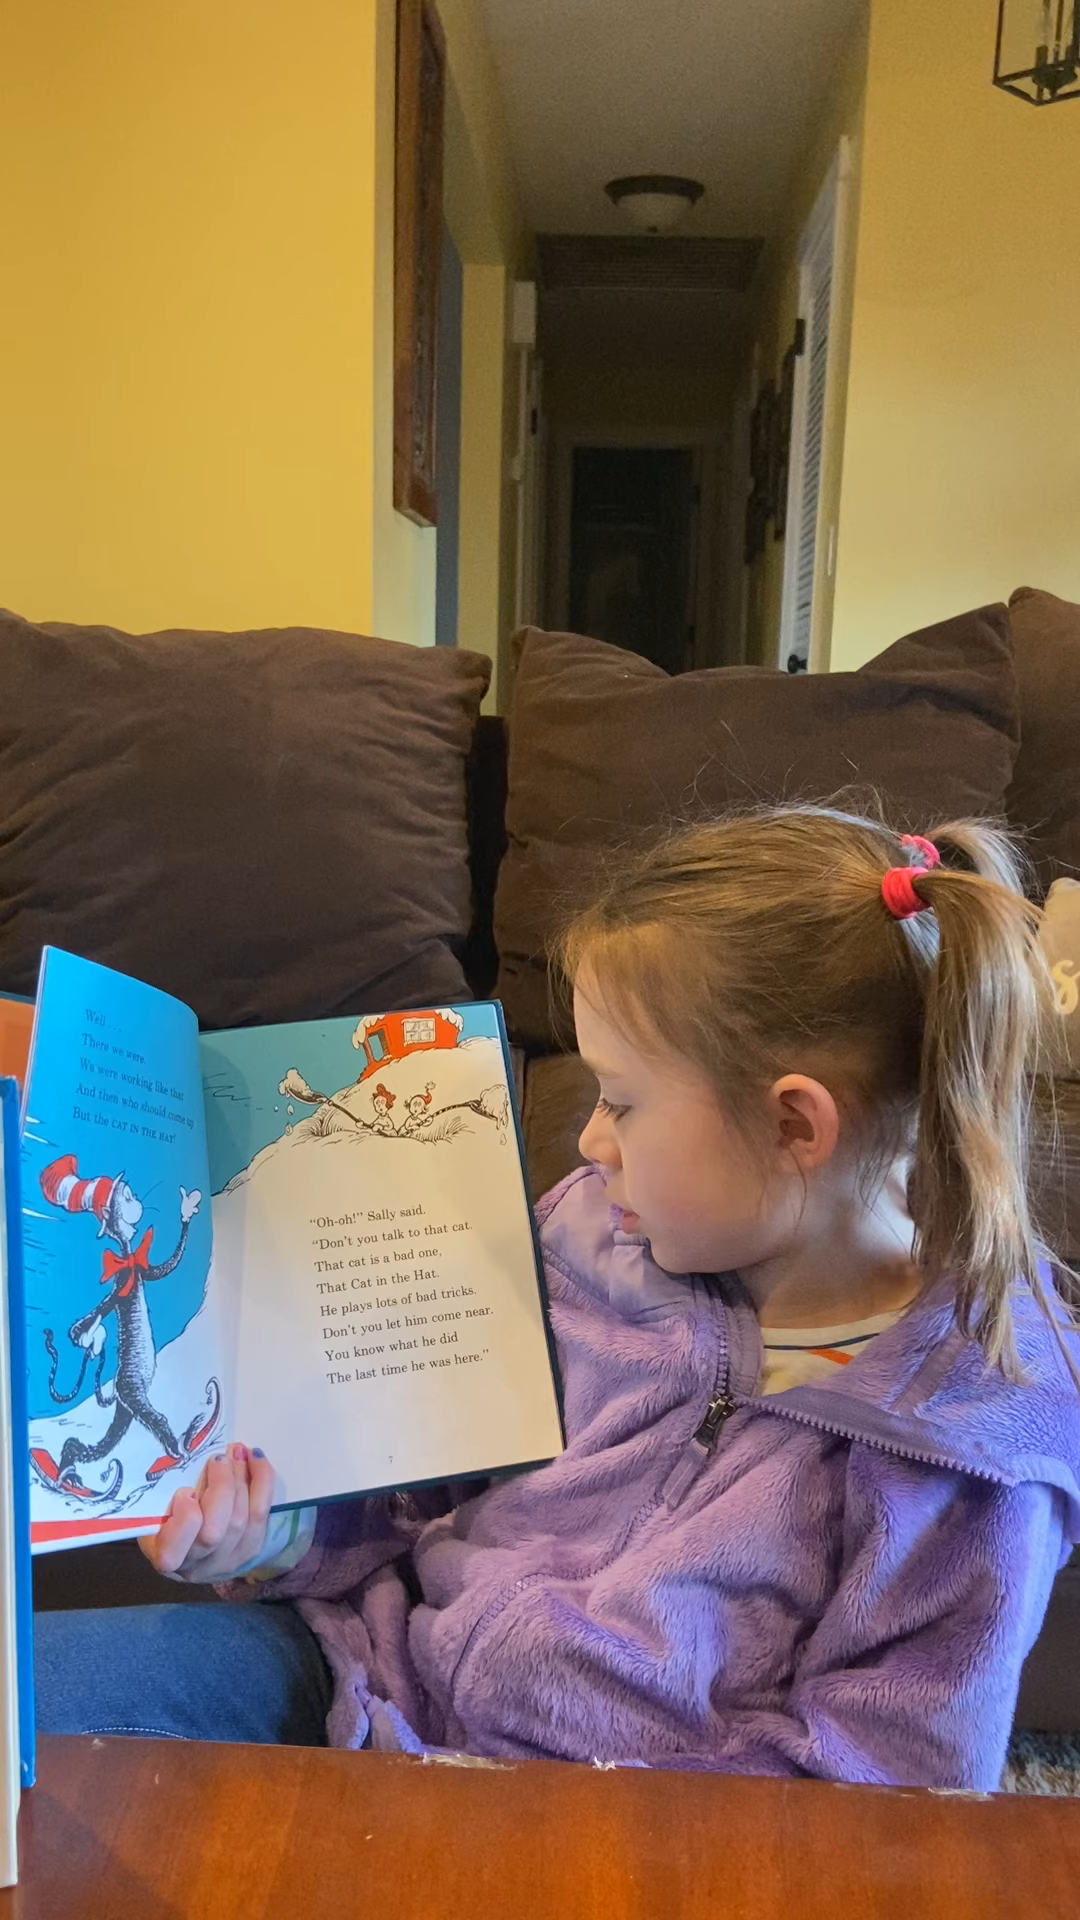 Well . . .
There we were.
We were working like that
And then who should come up
But the CAT IN THE HAT!
"Oh-oh!" Sally said.
"Don't you talk to that cat.
That cat is a bad one,
That Cat in the Hat.
He plays lots of bad tricks.
Don't you let him come near.
You know what he did
The last time he was here."
7